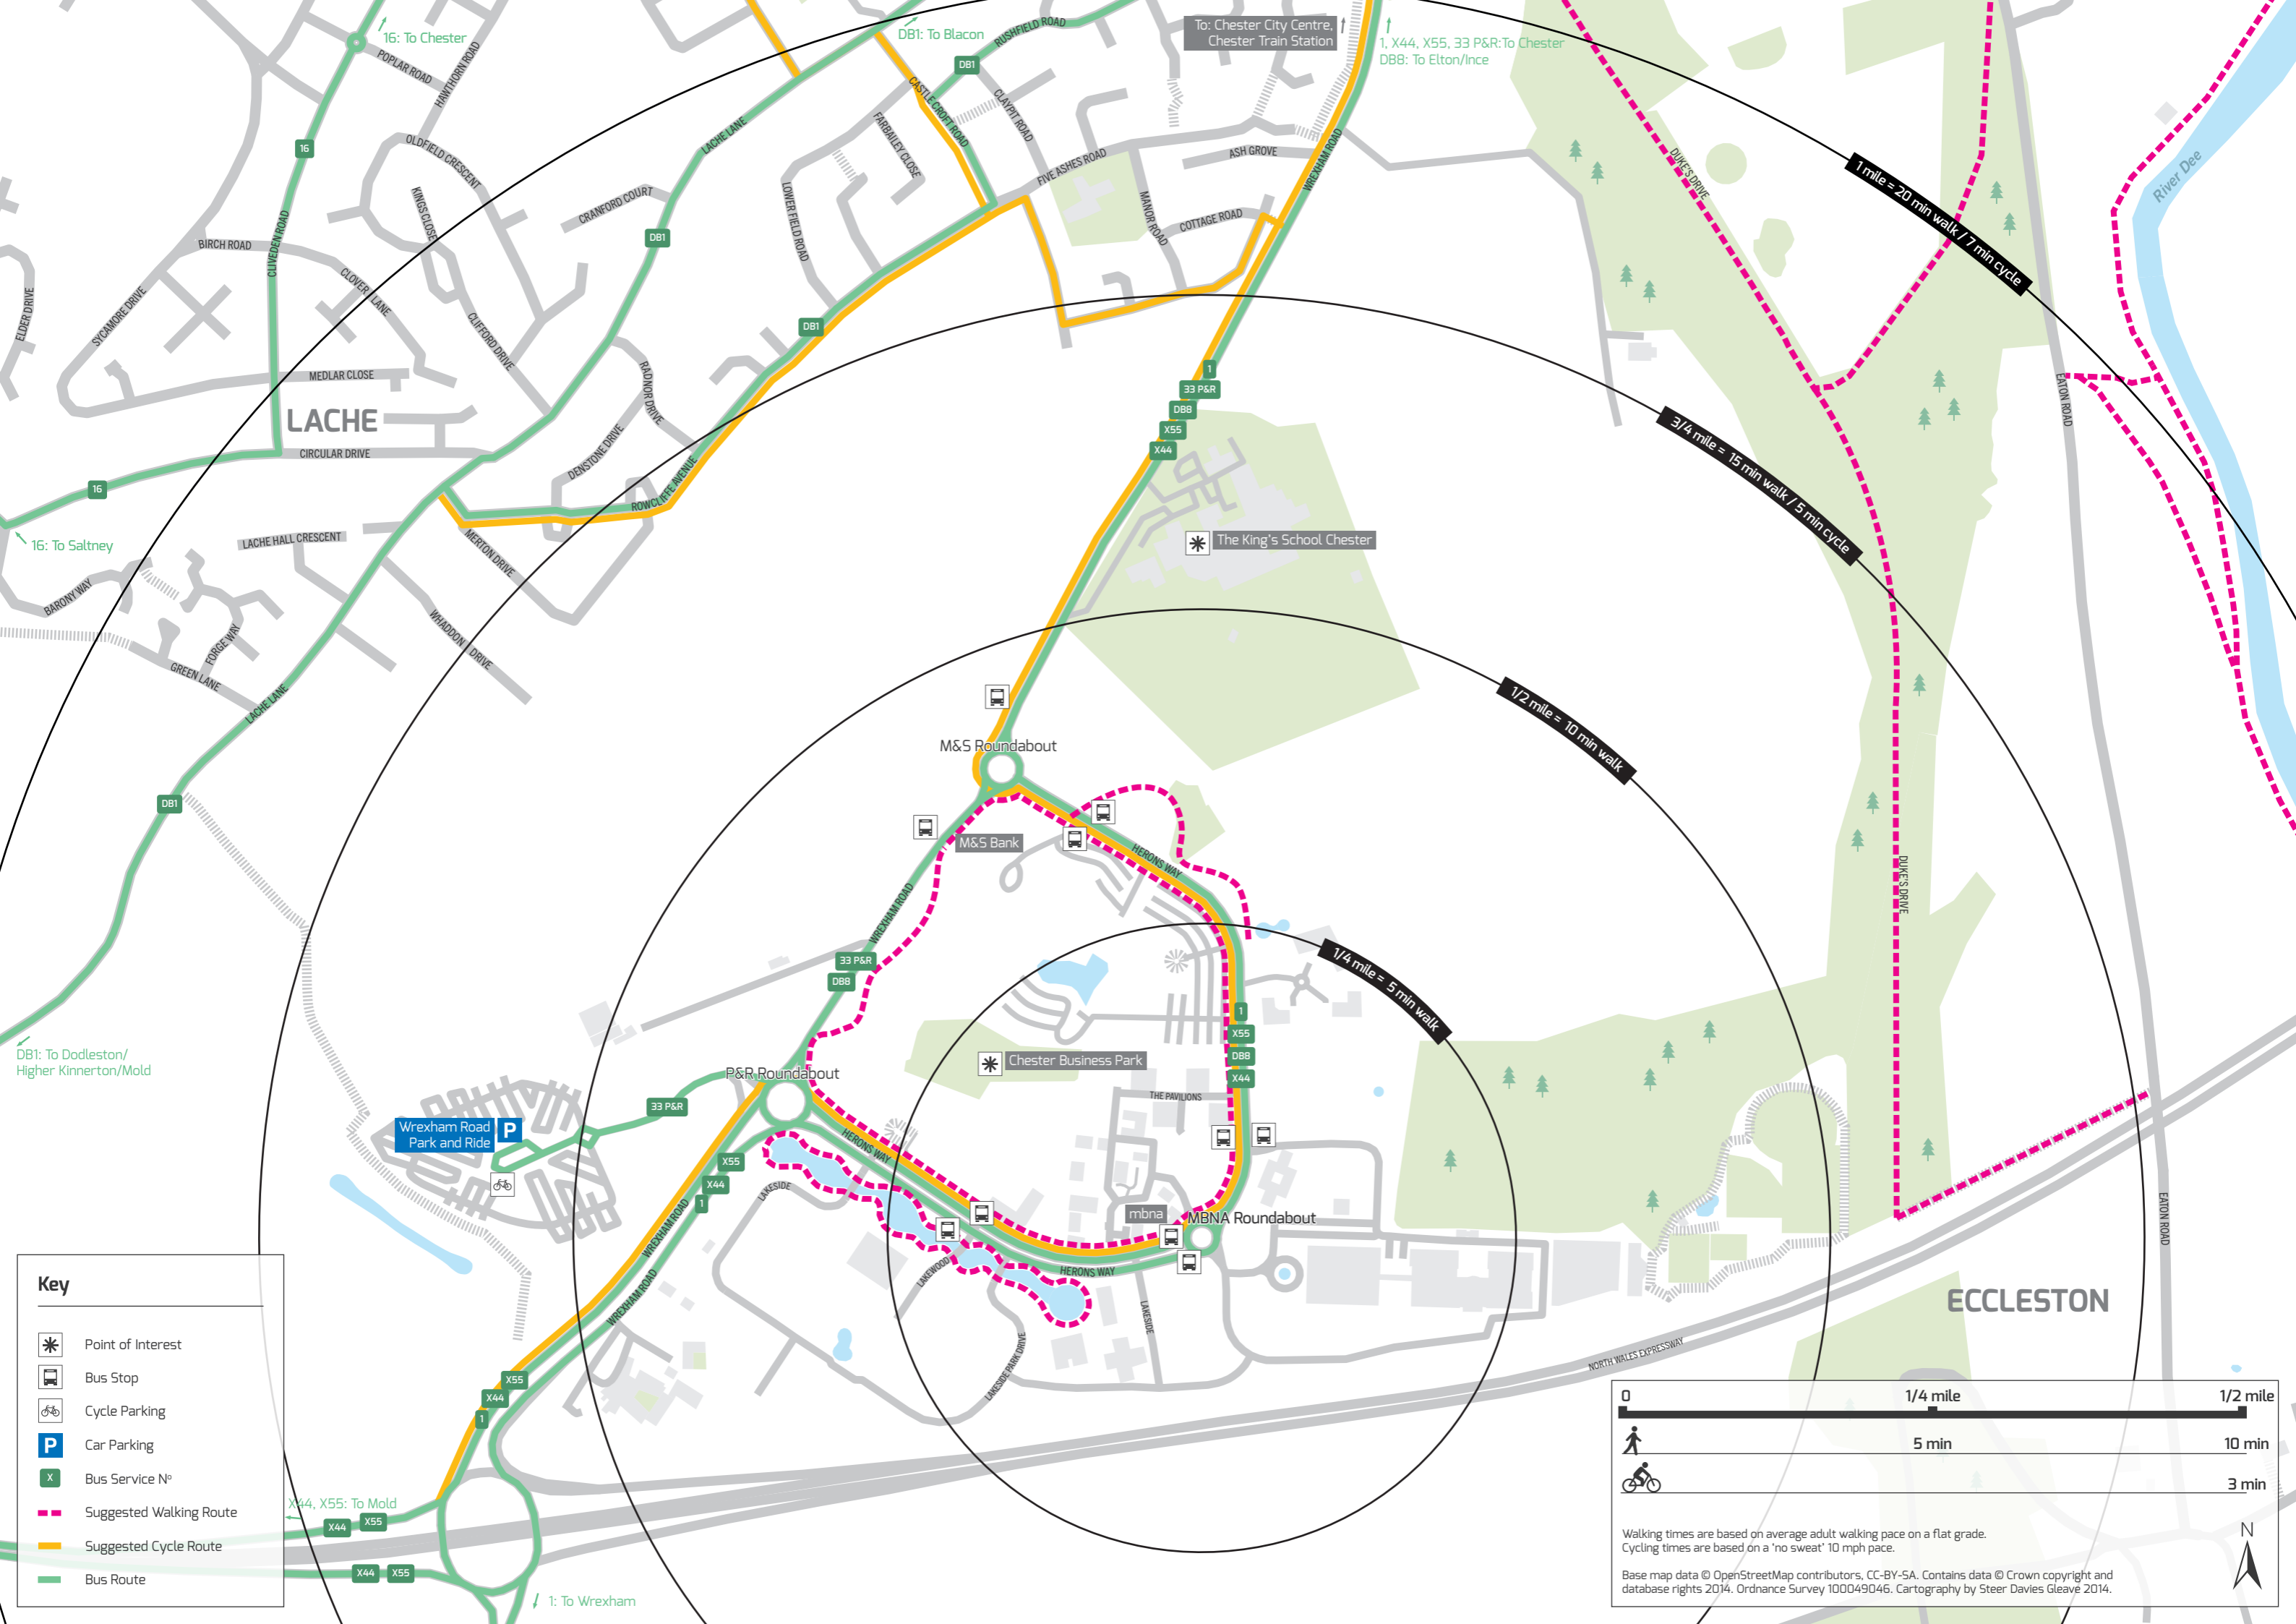 16: To Chester
POPLAR ROAD
HAWTHORN ROAD
DB1: To Blacon
RUSHFIELD ROAD
DB1
To: Chester City Centre,
Chester Train Station
1, X44, X55, 33 P&R:To Chester
DB8: To Elton/Ince
CASTLE CROFT ROAD
CLAYPIT ROAD
FARBAILEY CLOSE
LACHE LANE
16
OLDFIELD CRESCENT
KINGS CLOSE
CRANFORD COURT
LOWER FIELD ROAD
FIVE ASHES ROAD
ASH GROVE
WREXHAM ROAD
MANOR ROAD
COTTAGE ROAD
DUKE'S DRIVE
1 mile = 20 min walk / 7 min cycle
River Dee
BIRCH ROAD
CLIVEDEN ROAD
DB1
CLOVER LANE
SYCAMORE DRIVE
ELDER DRIVE
CLIFFORD DRIVE
DB1
RADNOR DRIVE
MEDLAR CLOSE
LACHE
CIRCULAR DRIVE
DENSTONE DRIVE
ROWCLIFFE AVENUE
1
33 P&R
DB8
X55
X44
EATON ROAD
3/4 mile = 15 min walk / 5 min cycle
16
16: To Saltney
LACHE HALL CRESCENT
MERTON DRIVE
The King's School Chester
BARONY WAY
FORGE WAY
GREEN LANE
WHADDON DRIVE
LACHE LANE
1/2 mile = 10 min walk
M&S Roundabout
DB1
M&S Bank
HERONS WAY
DUKE'S DRIVE
WREXHAM ROAD
33 P&R
DB8
1/4 mile = 5 min walk
1
X55
DB8
X44
DB1: To Dodleston/
Higher Kinnerton/Mold
Chester Business Park
P&R Roundabout
THE PAVILIONS
33 P&R
Wrexham Road
Park and Ride
P
HERONS WAY
X55
X44
1
LAKESIDE
WREXHAM ROAD
mbna
MBNA Roundabout
EATON ROAD
HERONS WAY
LAKEWOOD
LAKESIDE
WREXHAM ROAD
LAKESIDE PARK DRIVE
ECCLESTON
NORTH WALES EXPRESSWAY
X55
X44
1
X44, X55: To Mold
X44
X55
X44
X55
1: To Wrexham
Key
Point of Interest
Bus Stop
Cycle Parking
P
Car Parking
X
Bus Service Nº
Suggested Walking Route
Suggested Cycle Route
Bus Route
0
1/4 mile
1/2 mile
5 min
10 min
3 min
Walking times are based on average adult walking pace on a flat grade.
Cycling times are based on a 'no sweat' 10 mph pace.
N
Base map data © OpenStreetMap contributors, CC-BY-SA. Contains data © Crown copyright and
database rights 2014. Ordnance Survey 100049046. Cartography by Steer Davies Gleave 2014.